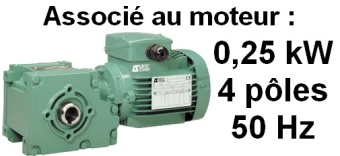 Associé au moteur :
0,25 kW
4 pôles
50 Hz